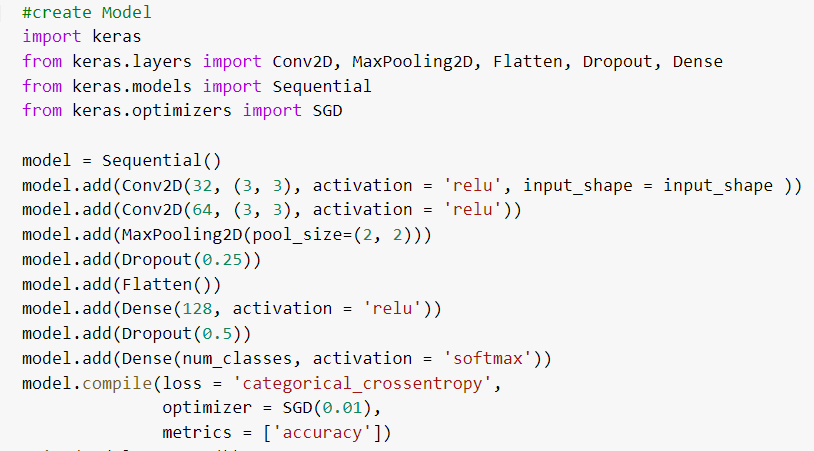 #create Model
import keras
from keras.layers import Conv2D, MaxPooling2D, Flatten, Dropout, Dense
from keras.models import Sequential
from keras.optimizers import SGD
model = Sequential()
model.add(Conv2D(32, (3, 3), activation = 'relu', input_shape = input_shape ))
model.add(Conv2D(64, (3, 3), activation = 'relu'))
model.add(MaxPooling2D(pool_size=(2, 2)))
model.add(Dropout(0.25))
model.add(Flatten())
model.add(Dense(128, activation = 'relu'))
model.add(Dropout(0.5))
model.add(Dense(num_classes, activation = 'softmax'))
model.compile(loss = 'categorical_crossentropy',
              optimizer = SGD(0.01),
              metrics = ['accuracy'])